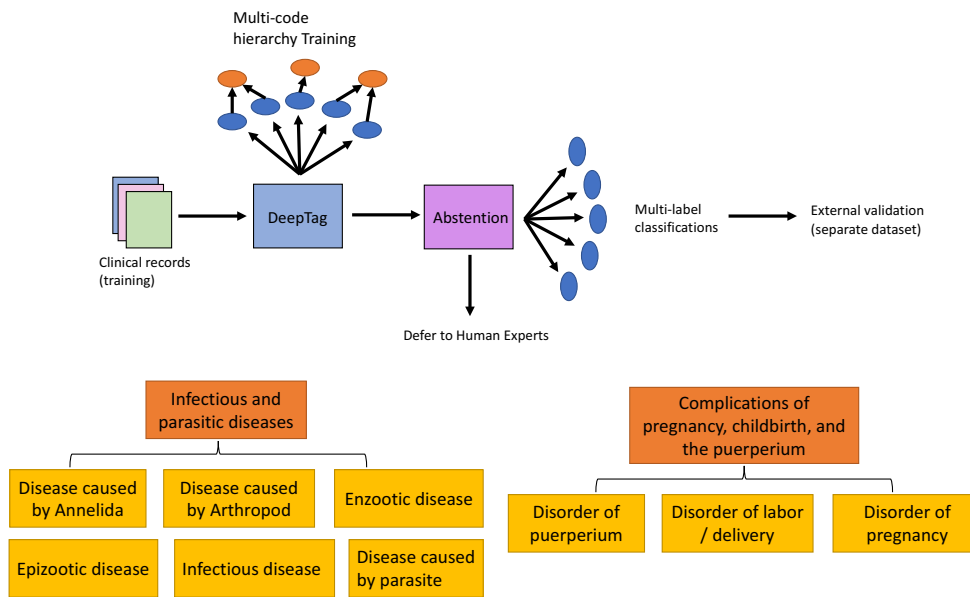 Multi-code
hierarchy Training
DeepTag
Abstention
Multi-label
classifications
External validation
(separate dataset)
Clinical records
(training)
Defer to Human Experts
Infectious and
parasitic diseases
Disease caused
by Annelida
Disease caused
by Arthropod
Enzootic disease
Epizootic disease
Infectious disease
Disease caused
by parasite
Complications of
pregnancy, childbirth, and
the puerperium
Disorder of
puerperium
Disorder of labor
/ delivery
Disorder of
pregnancy